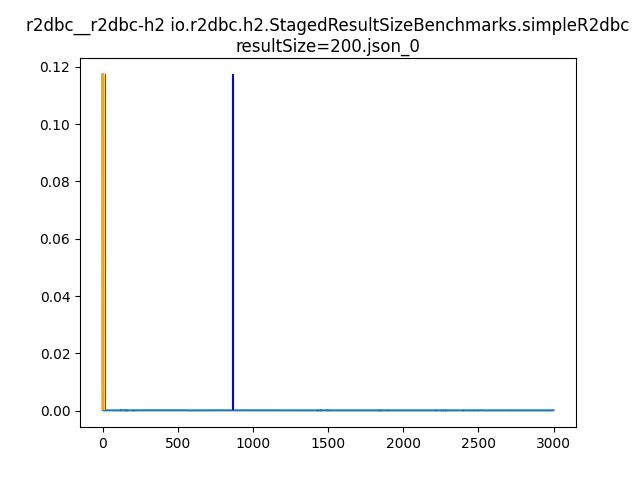 r2dbc__r2dbc-h2 io.r2dbc.h2.StagedResultSizeBenchmarks.simpleR2dbc
resultSize=200.json_0
0.12
0.10
0.08
0.06
0.04
0.02
0.00
0 500 1000 1500 2000 2500 3000